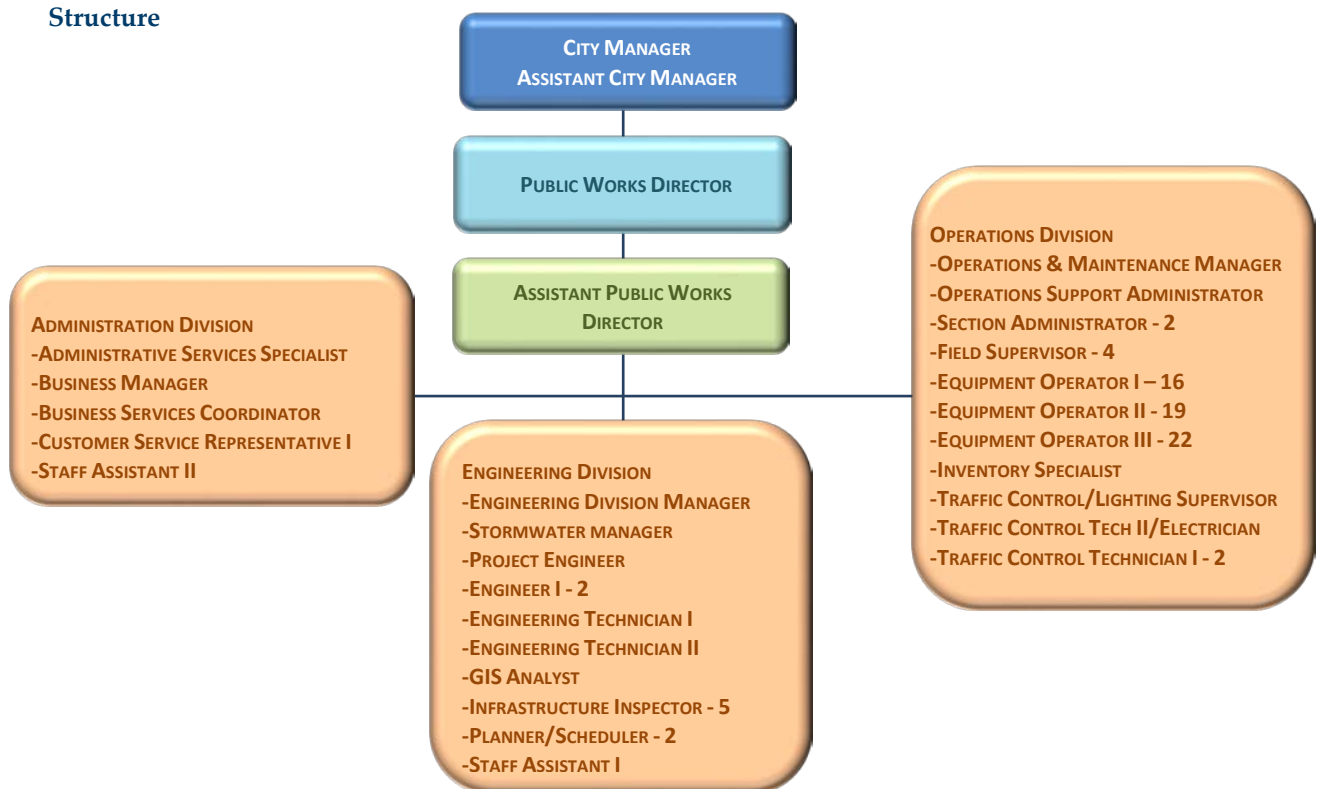 Structure
City Manager
Assistant City Manager
Public Works Director
Assistant Public Works
Director
Administration Division
-Administrative Services Specialist
-Business Manager
-Business Services Coordinator
-Customer Service Representative I
-Staff Assistant II
Engineering Division
-Engineering Division Manager
-Stormwater manager
-Project Engineer
-Engineer I - 2
-Engineering Technician I
-Engineering Technician II
-GIS Analyst
-Infrastructure Inspector - 5
-Planner/Scheduler - 2
-Staff Assistant I
Operations Division
-Operations & Maintenance Manager
-Operations Support Administrator
-Section Administrator - 2
-Field Supervisor - 4
-Equipment Operator I – 16
-Equipment Operator II - 19
-Equipment Operator III - 22
-Inventory Specialist
-Traffic Control/Lighting Supervisor
-Traffic Control Tech II/Electrician
-Traffic Control Technician I - 2